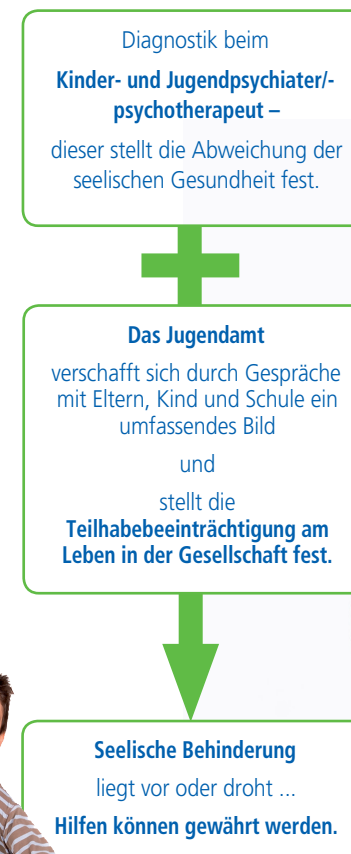 Diagnostik beim
Kinder- und Jugendpsychiater/-
psychotherapeut –
dieser stellt die Abweichung der
seelischen Gesundheit fest.
Das Jugendamt
verschafft sich durch Gespräche
mit Eltern, Kind und Schule ein
umfassendes Bild
und
stellt die
Teilhabebeeinträchtigung am
Leben in der Gesellschaft fest.
Seelische Behinderung
liegt vor oder droht ...
Hilfen können gewährt werden.